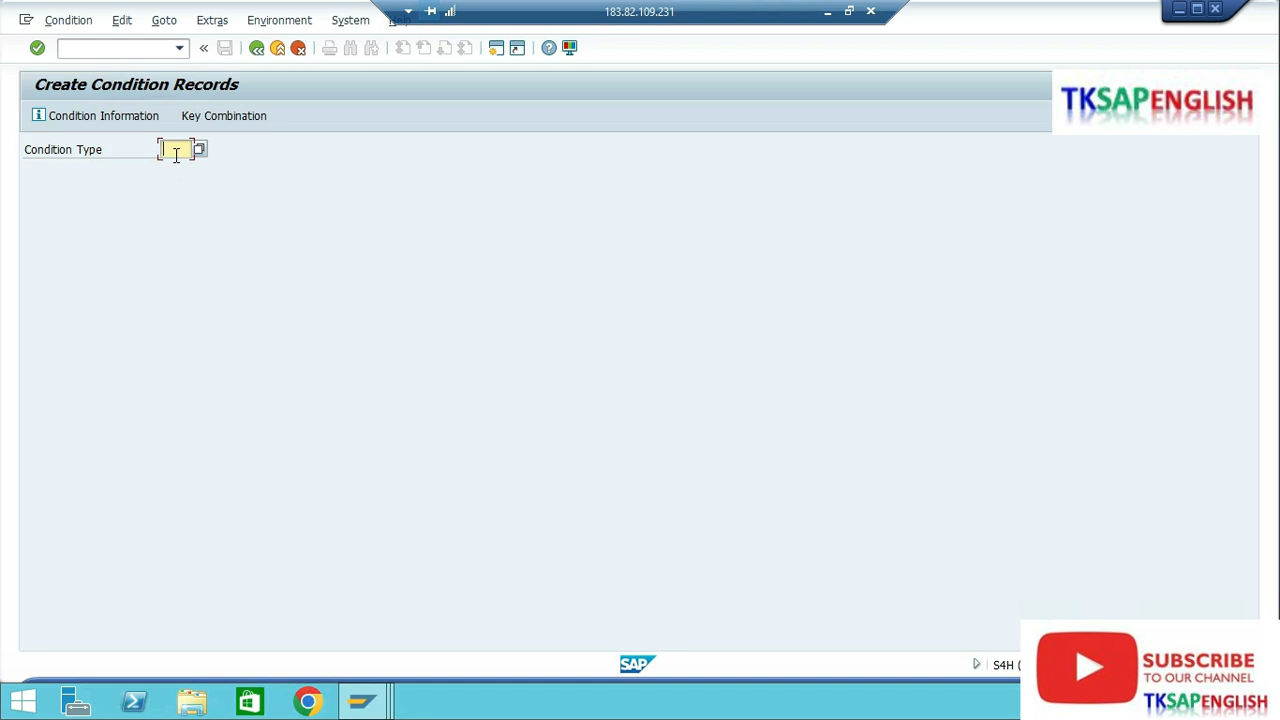 183.82.109.231
Condition Edit Goto Extras Environment System Help
Create Condition Records
Condition Information Key Combination
Condition Type
TKSAPENGLISH
SAP
S4H (
SUBSCRIBE
TO OUR CHANNEL
TKSAPENGLISH